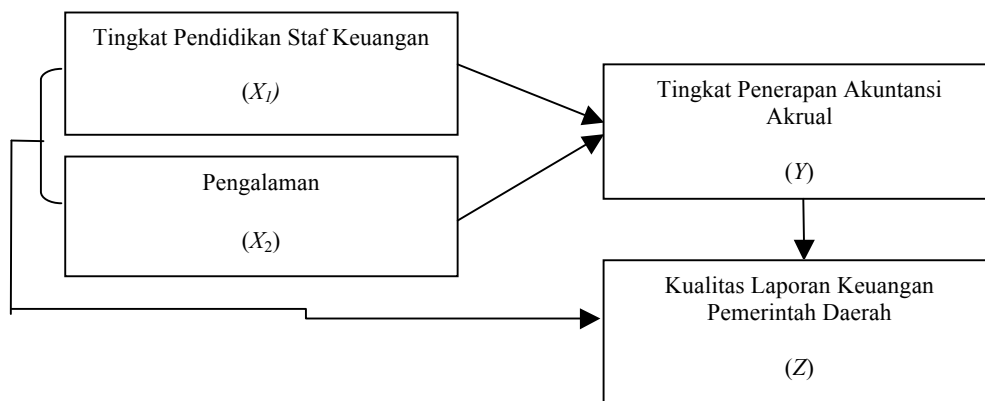 Tingkat Pendidikan Staf Keuangan
(X1)
Pengalaman
(X2)
Tingkat Penerapan Akuntansi
Akrual
(Y)
Kualitas Laporan Keuangan
Pemerintah Daerah
(Z)